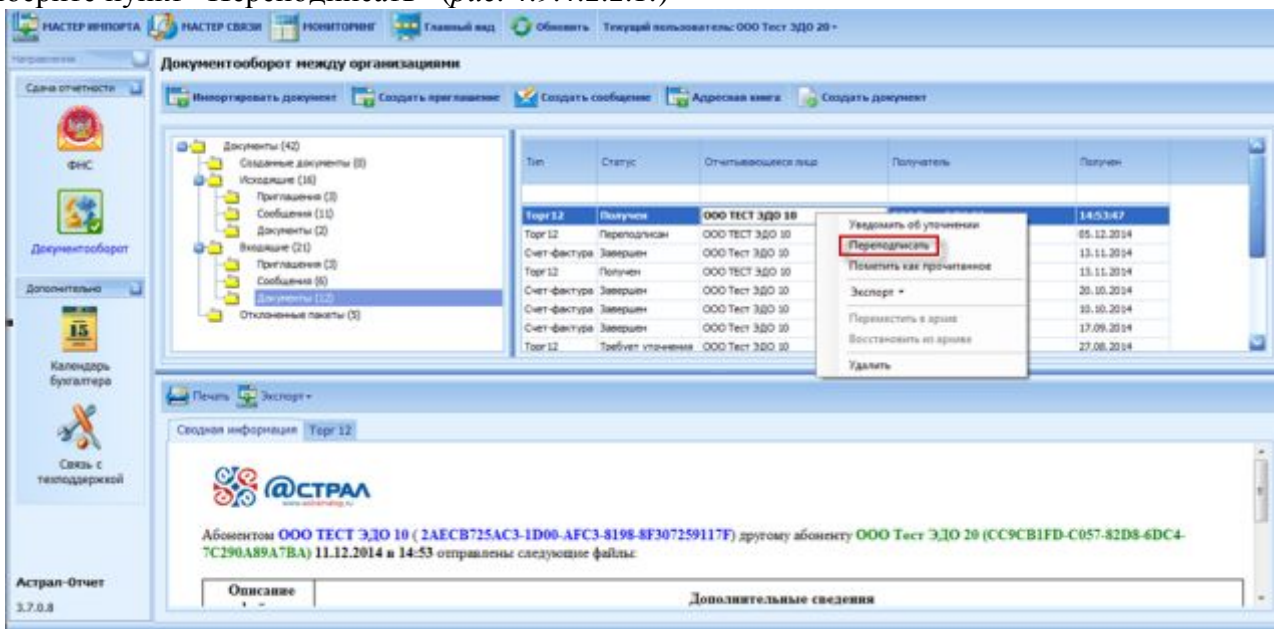 берите пункт "Переподписать" (рис. 4.9.4.2.2.1.)
МАСТЕР ИМПОРТА МАСТЕР СВЯЗИ МОНИТОРИНГ Главный вид Обновить Текущий пользователь: ООО Тест ЭДО 20
Направления
Документооборот между организациями
Сдача отчетности
Импортировать документ Создать приглашение Создать сообщение Адресная книга Создать документ
ФНС
Документооборот
Дополнительно
Календарь
бухгалтера
Связь с
техподдержкой
Документы (42)
Созданные документы (0)
Исходящие (16)
Приглашения (3)
Сообщения (11)
Документы (2)
Входящие (21)
Приглашения (3)
Сообщения (6)
Документы (12)
Отклоненные пакеты (5)
Тип Статус Отчитывающееся лицо Получатель Получен
Торг12 Получен ООО ТЕСТ ЭДО 10 14:53:47
Торг12 Переподписан ООО ТЕСТ ЭДО 10 05.12.2014
Счет-фактура Завершен ООО Тест ЭДО 10 13.11.2014
Торг12 Получен ООО ТЕСТ ЭДО 10 13.11.2014
Счет-фактура Завершен ООО Тест ЭДО 10 20.10.2014
Счет-фактура Завершен ООО Тест ЭДО 10 10.10.2014
Счет-фактура Завершен ООО Тест ЭДО 10 17.09.2014
Торг12 Требует уточнения ООО Тест ЭДО 10 27.08.2014
Уведомить об уточнении
Переподписать
Пометить как прочитанное
Экспорт
Переместить в архив
Восстановить из архива
Удалить
Печать Экспорт
Сводная информация Торг 12
@СТРАЛ
Абонентом ООО ТЕСТ ЭДО 10 ( 2AECB725AC3-1D00-AFC3-8198-8F307259117F) другому абоненту ООО Тест ЭДО 20 (CC9CB1FD-C057-82D8-6DC4-
7C290A89A7BA) 11.12.2014 в 14:53 отправлены следующие файлы:
Описание
Дополнительные сведения
Астрал-Отчет
3.7.0.8